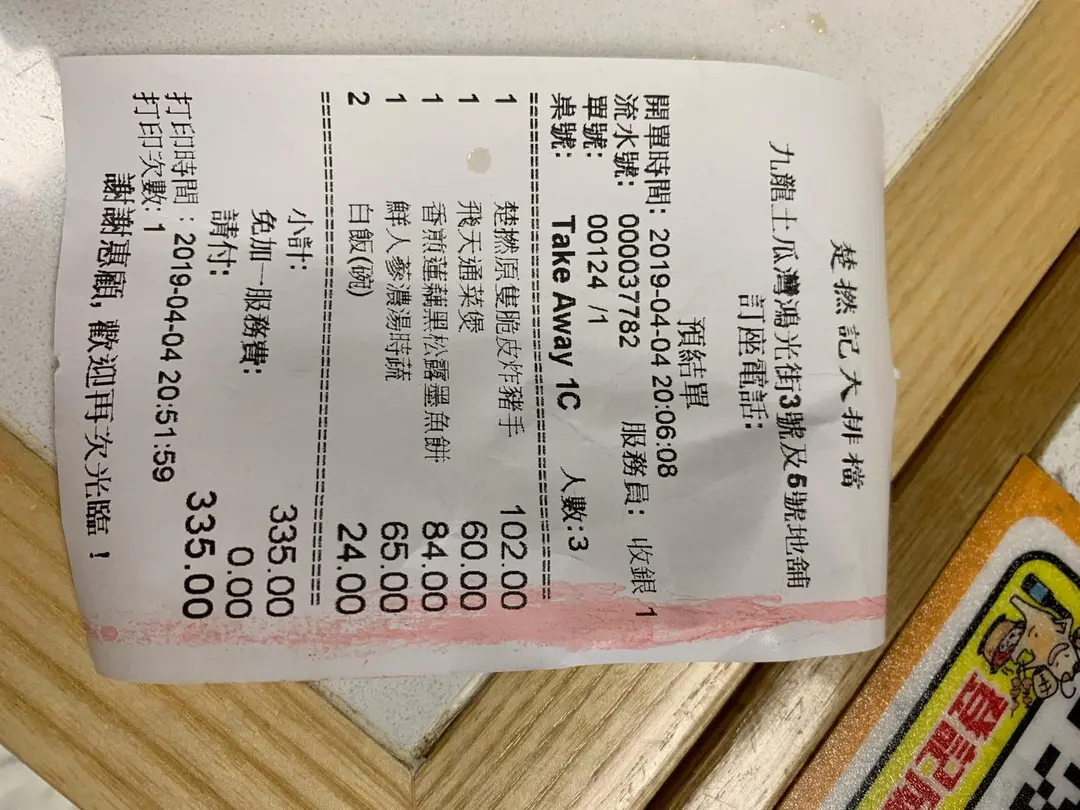 楚撚記大排檔
九龍土瓜灣鴻光街3號及5號地舖
訂座電話:
預結單
開單時間: 2019-04-04 20:06:08
流水號: 000037782 服務員: 收銀 1
單號: 00124 /1
桌號: Take Away 1C 人數:3
1 楚撚原隻脆皮炸豬手 102.00
1 飛天通菜煲 60.00
1 香煎蓮藕黑松露墨魚餅 84.00
1 鮮人蔘濃湯時蔬 65.00
2 白飯(碗) 24.00
小計: 335.00
免加一服務費: 0.00
請付: 335.00
打印時間：2019-04-04 20:51:59
打印次數: 1
謝謝惠顧, 歡迎再次光臨！